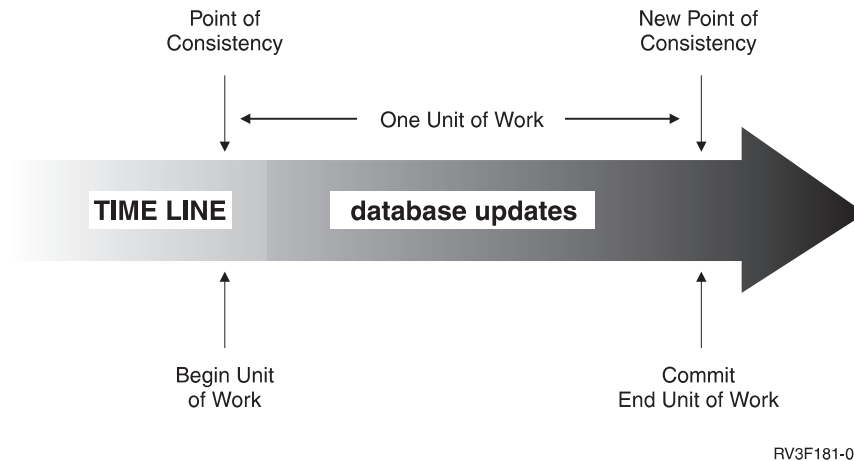 Point of
Consistency
New Point of
Consistency
One Unit of Work
TIME LINE
database updates
Begin Unit
of Work
Commit
End Unit of Work
RV3F181-0